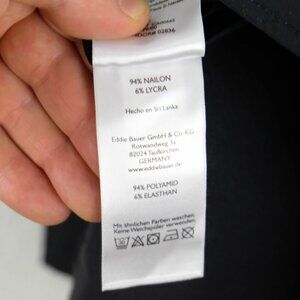 94% NAILON
6% LYCRA
Hecho en Sri Lanka
Eddie Bauer GmbH & Co. KG
Rotwandweg 3a
82024 Taufkirchen
GERMANY
www.eddiebauer.de
94% POLYAMID
6% ELASTHAN
Mit ähnlichen Farben waschen
Keine Weichspüler verwenden
30